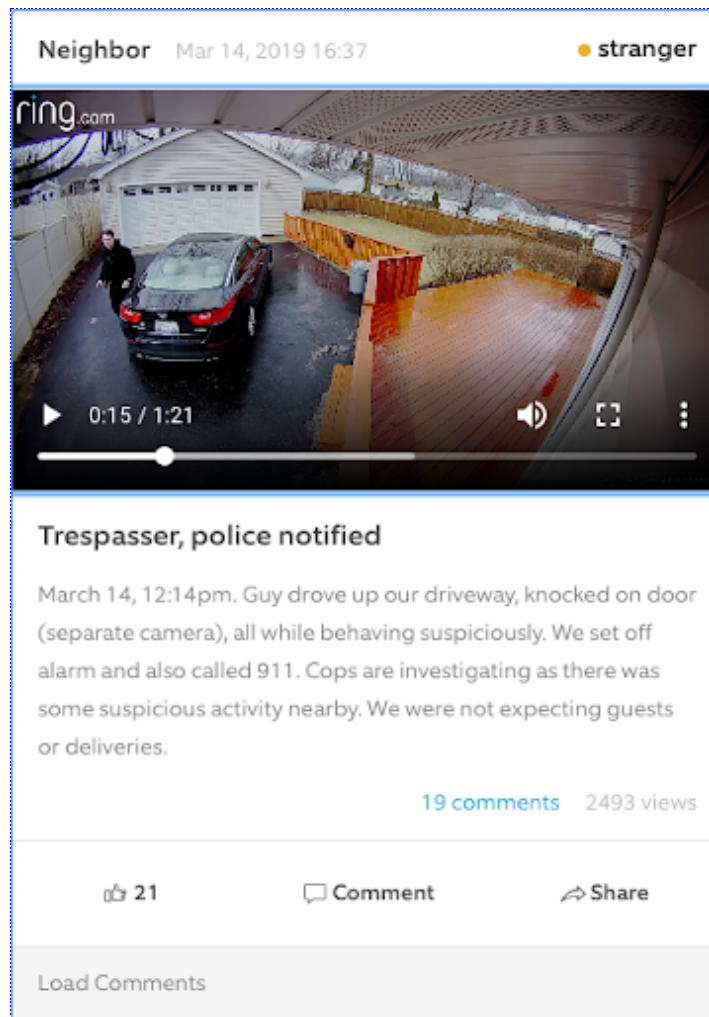 Neighbor Mar 14, 2019 16:37 stranger
ring.com
0:15 / 1:21
Trespasser, police notified
March 14, 12:14pm. Guy drove up our driveway, knocked on door
(separate camera), all while behaving suspiciously. We set off
alarm and also called 911. Cops are investigating as there was
some suspicious activity nearby. We were not expecting guests
or deliveries.
19 comments 2493 views
21 Comment Share
Load Comments